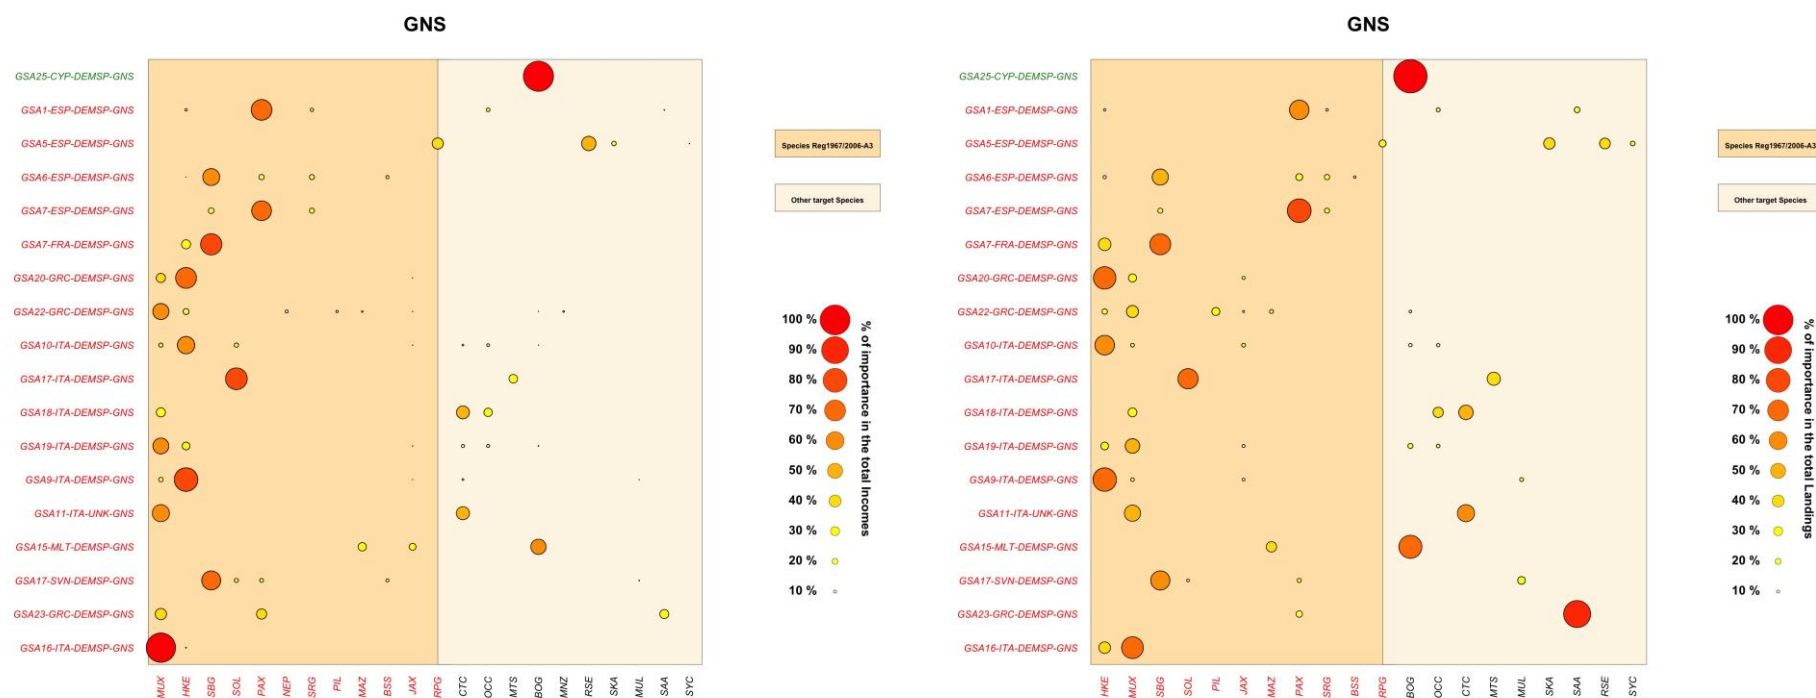 GNS
GSA25-CYP-DEMSP-GNS
GSA1-ESP-DEMSP-GNS
GSA5-ESP-DEMSP-GNS
GSA6-ESP-DEMSP-GNS
GSA7-ESP-DEMSP-GNS
GSA7-FRA-DEMSP-GNS
GSA20-GRC-DEMSP-GNS
GSA22-GRC-DEMSP-GNS
GSA10-ITA-DEMSP-GNS
GSA17-ITA-DEMSP-GNS
GSA18-ITA-DEMSP-GNS
GSA19-ITA-DEMSP-GNS
GSA9-ITA-DEMSP-GNS
GSA11-ITA-UNK-GNS
GSA15-MLT-DEMSP-GNS
GSA17-SVN-DEMSP-GNS
GSA23-GRC-DEMSP-GNS
GSA16-ITA-DEMSP-GNS
MUX HKE SBG SOL PAX NEP SRG PIL MAZ BSS JAX RPG CTC OCC MTS BOG MNZ RSE SKA MUL SAA SYC
Species Reg1967/2006-A3
Other target Species
100 %
90 %
80 %
70 %
60 %
50 %
40 %
30 %
20 %
10 %
% of importance in the total Incomes
GNS
GSA25-CYP-DEMSP-GNS
GSA1-ESP-DEMSP-GNS
GSA5-ESP-DEMSP-GNS
GSA6-ESP-DEMSP-GNS
GSA7-ESP-DEMSP-GNS
GSA7-FRA-DEMSP-GNS
GSA20-GRC-DEMSP-GNS
GSA22-GRC-DEMSP-GNS
GSA10-ITA-DEMSP-GNS
GSA17-ITA-DEMSP-GNS
GSA18-ITA-DEMSP-GNS
GSA19-ITA-DEMSP-GNS
GSA9-ITA-DEMSP-GNS
GSA11-ITA-UNK-GNS
GSA15-MLT-DEMSP-GNS
GSA17-SVN-DEMSP-GNS
GSA23-GRC-DEMSP-GNS
GSA16-ITA-DEMSP-GNS
HKE MUX SBG SOL PIL JAX MAZ PAX SRG BSS RPG BOG OCC CTC MTS MUL SKA SAA RSE SYC
Species Reg1967/2006-A3
Other target Species
100 %
90 %
80 %
70 %
60 %
50 %
40 %
30 %
20 %
10 %
% of importance in the total Landings